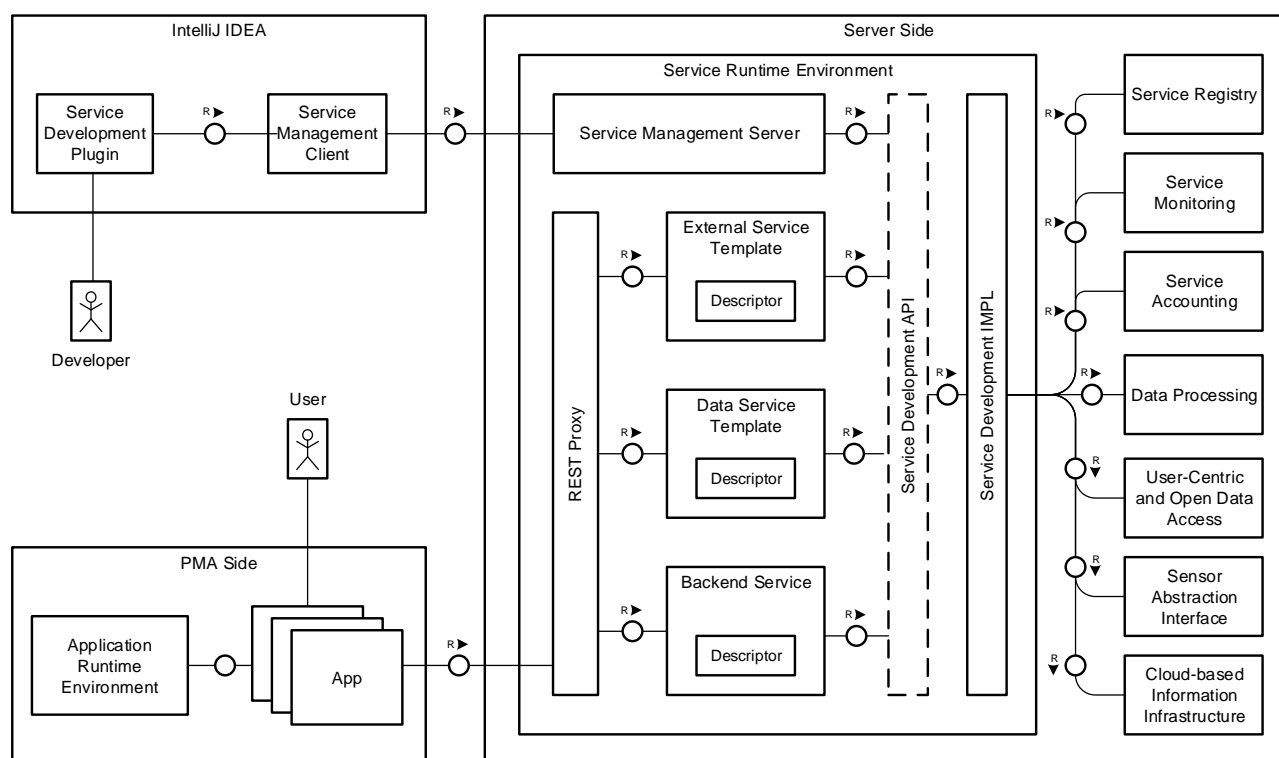 IntelliJ IDEA
Service
Development
Plugin
R
Service
Management
Client
R
Developer
User
PMA Side
Application
Runtime
Environment
App
R
Server Side
Service Runtime Environment
Service Management Server
R
REST Proxy
R
External Service
Template
Descriptor
R
R
Data Service
Template
Descriptor
R
R
Backend Service
Descriptor
R
Service Development API
R
Service Development IMPL
R
Service Registry
R
Service
Monitoring
R
Service
Accounting
R
Data Processing
R
User-Centric
and Open Data
Access
R
Sensor
Abstraction
Interface
R
Cloud-based
Information
Infrastructure